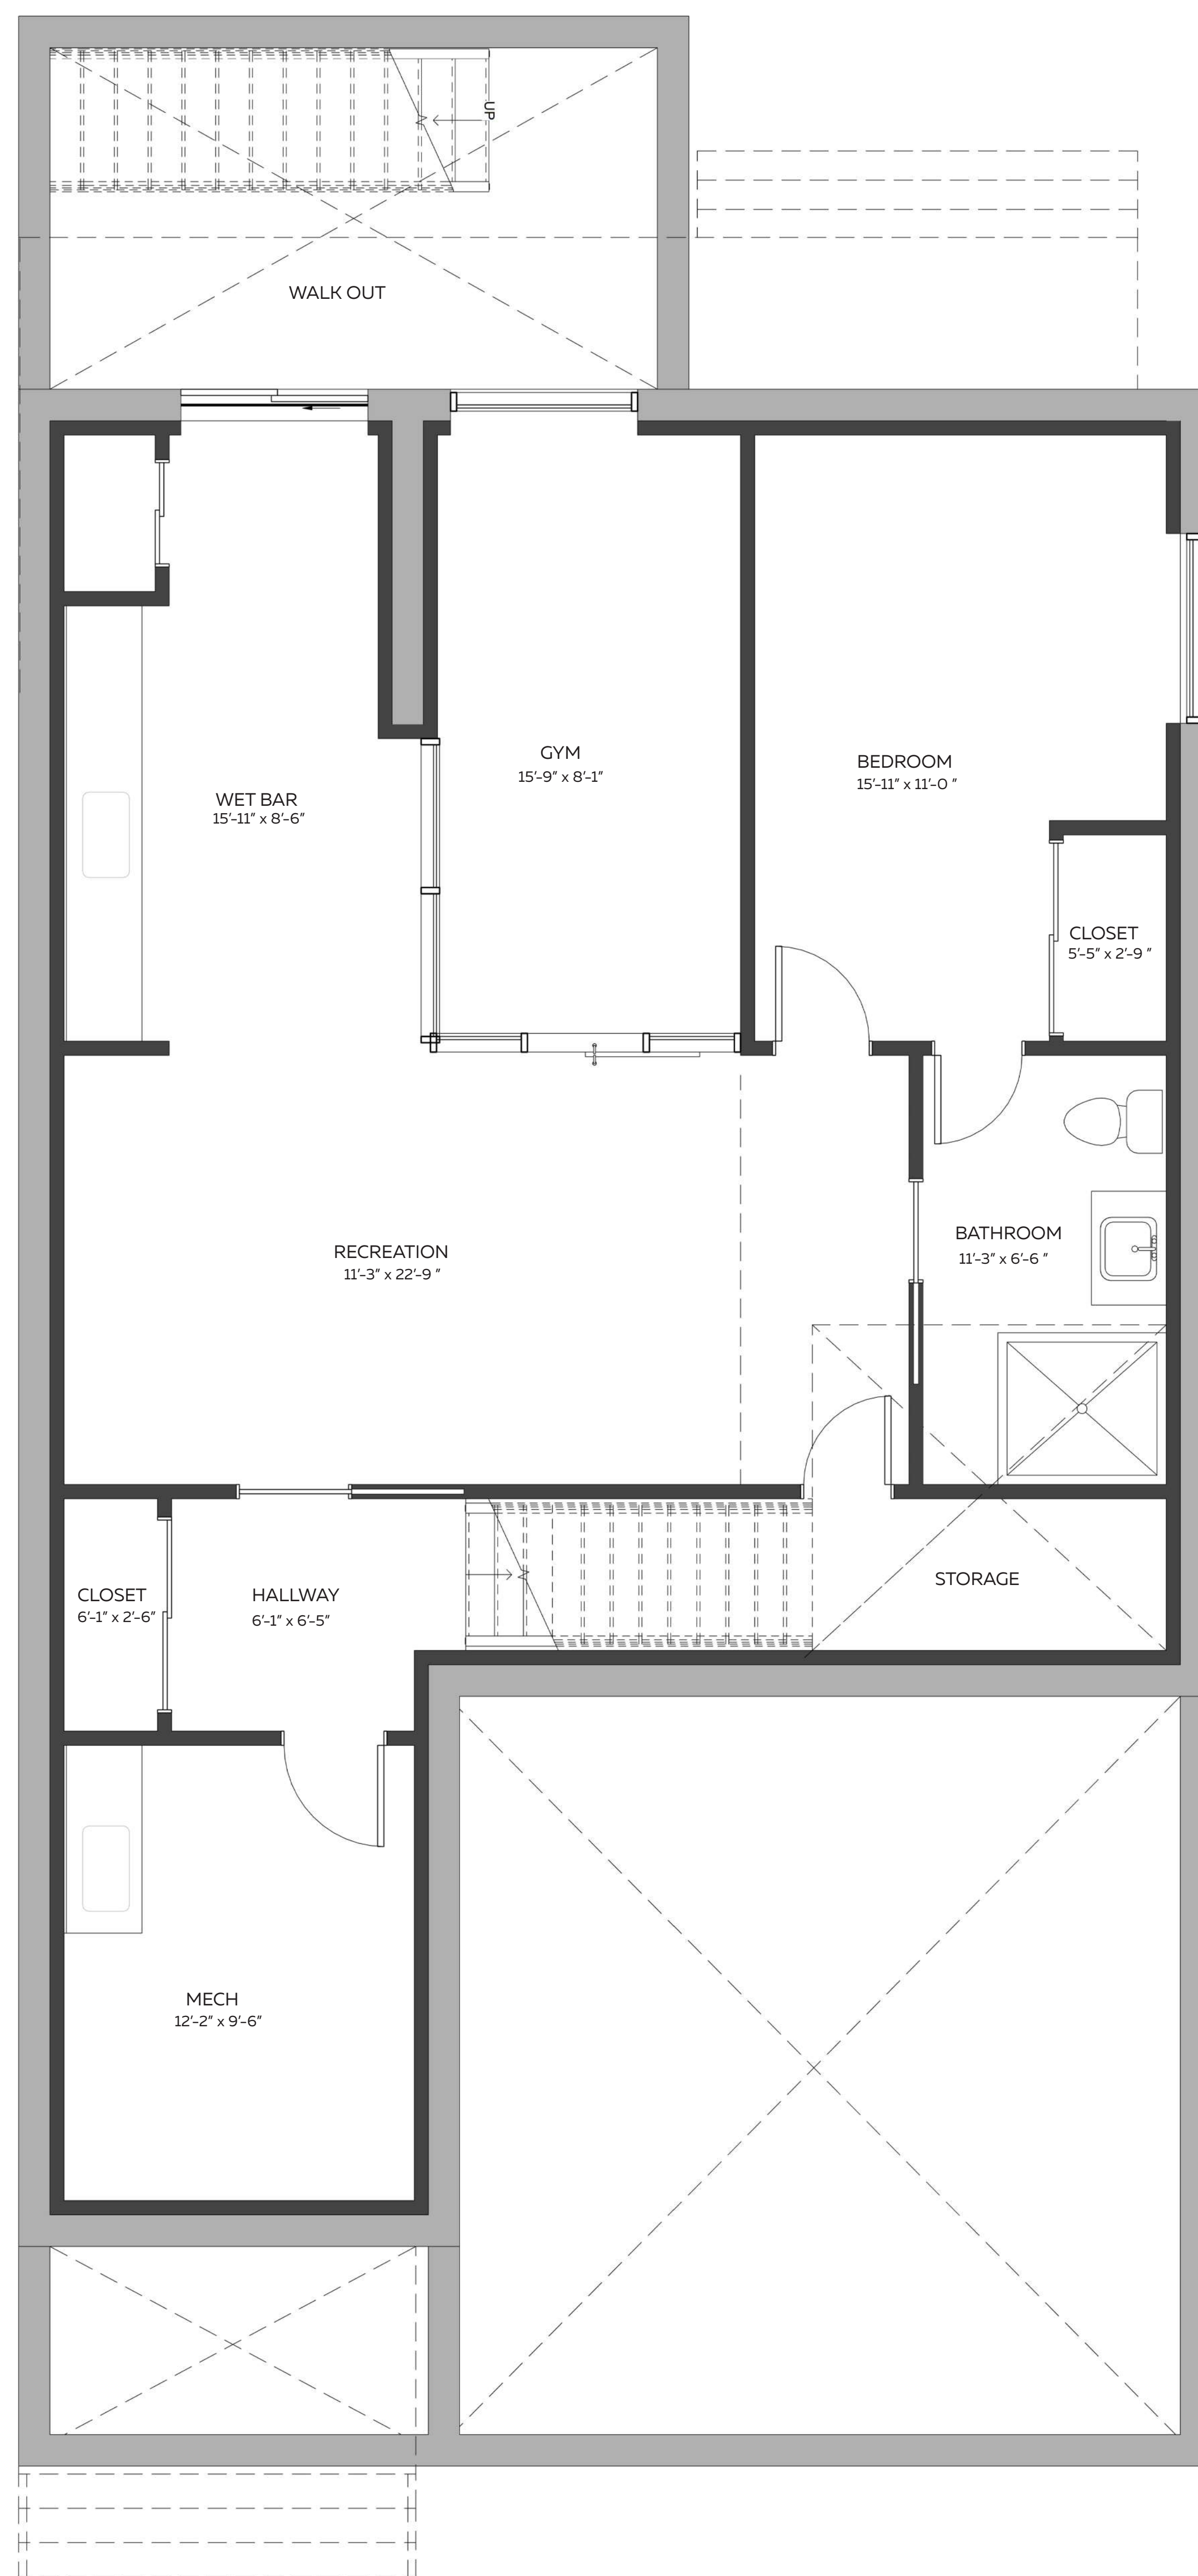 UP
WALK OUT
GYM
15'-9" x 8'-1"
BEDROOM
15'-11" x 11'-0 "
WET BAR
15'-11" x 8'-6"
CLOSET
5'-5" x 2'-9 "
RECREATION
11'-3" x 22'-9 "
BATHROOM
11'-3" x 6'-6 "
STORAGE
CLOSET
6'-1" x 2'-6"
HALLWAY
6'-1" x 6'-5"
MECH
12'-2" x 9'-6"